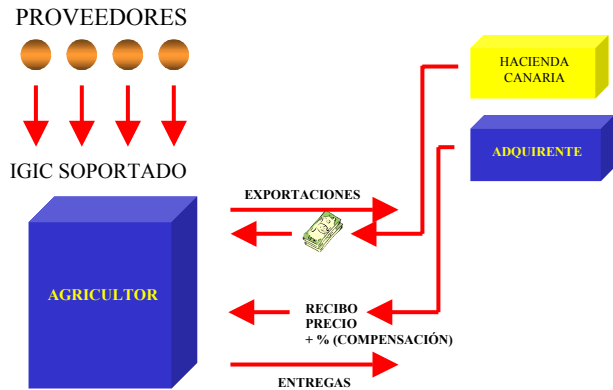 PROVEEDORES
HACIENDA
CANARIA
ADQUIRENTE
IGIC SOPORTADO
EXPORTACIONES
AGRICULTOR
RECIBO
PRECIO
+ % (COMPENSACIÓN)
ENTREGAS